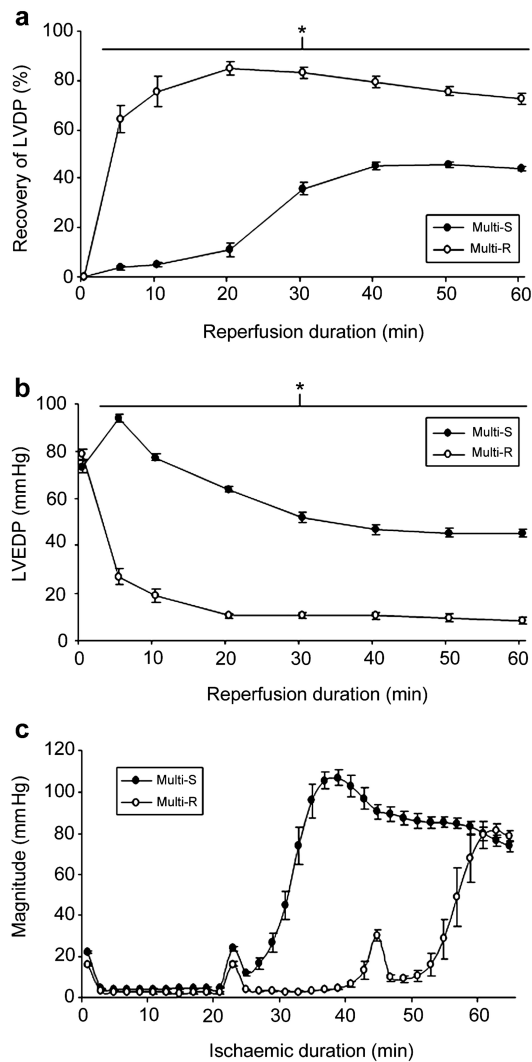 a
*
100
80
60
40
20
0
Recovery of LVDP (%)
Multi-S
Multi-R
0 10 20 30 40 50 60
Reperfusion duration (min)
b
*
100
80
60
40
20
0
LVEDP (mmHg)
Multi-S
Multi-R
0 10 20 30 40 50 60
Reperfusion duration (min)
c
120
100
80
60
40
20
0
Magnitude (mmHg)
Multi-S
Multi-R
0 10 20 30 40 50 60
Ischaemic duration (min)